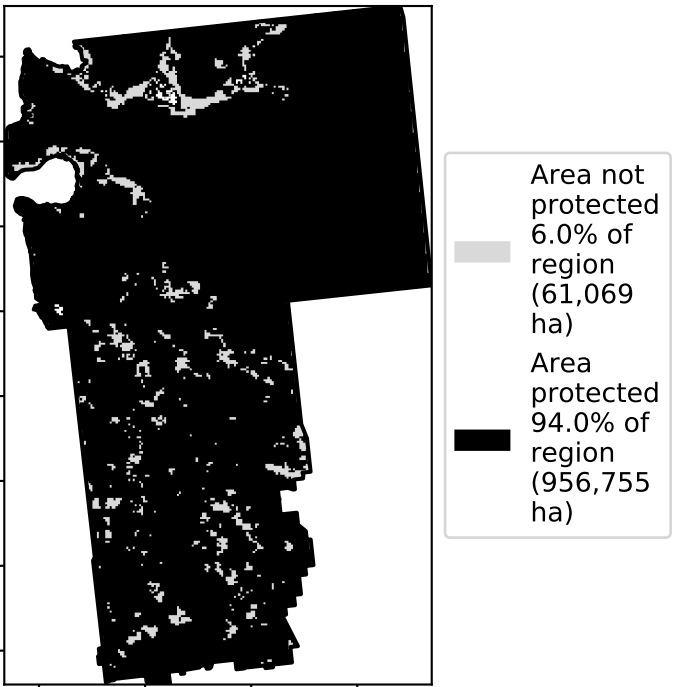 Area not
protected
6.0% of
region
(61,069
ha)
Area
protected
94.0% of
region
(956,755
ha)